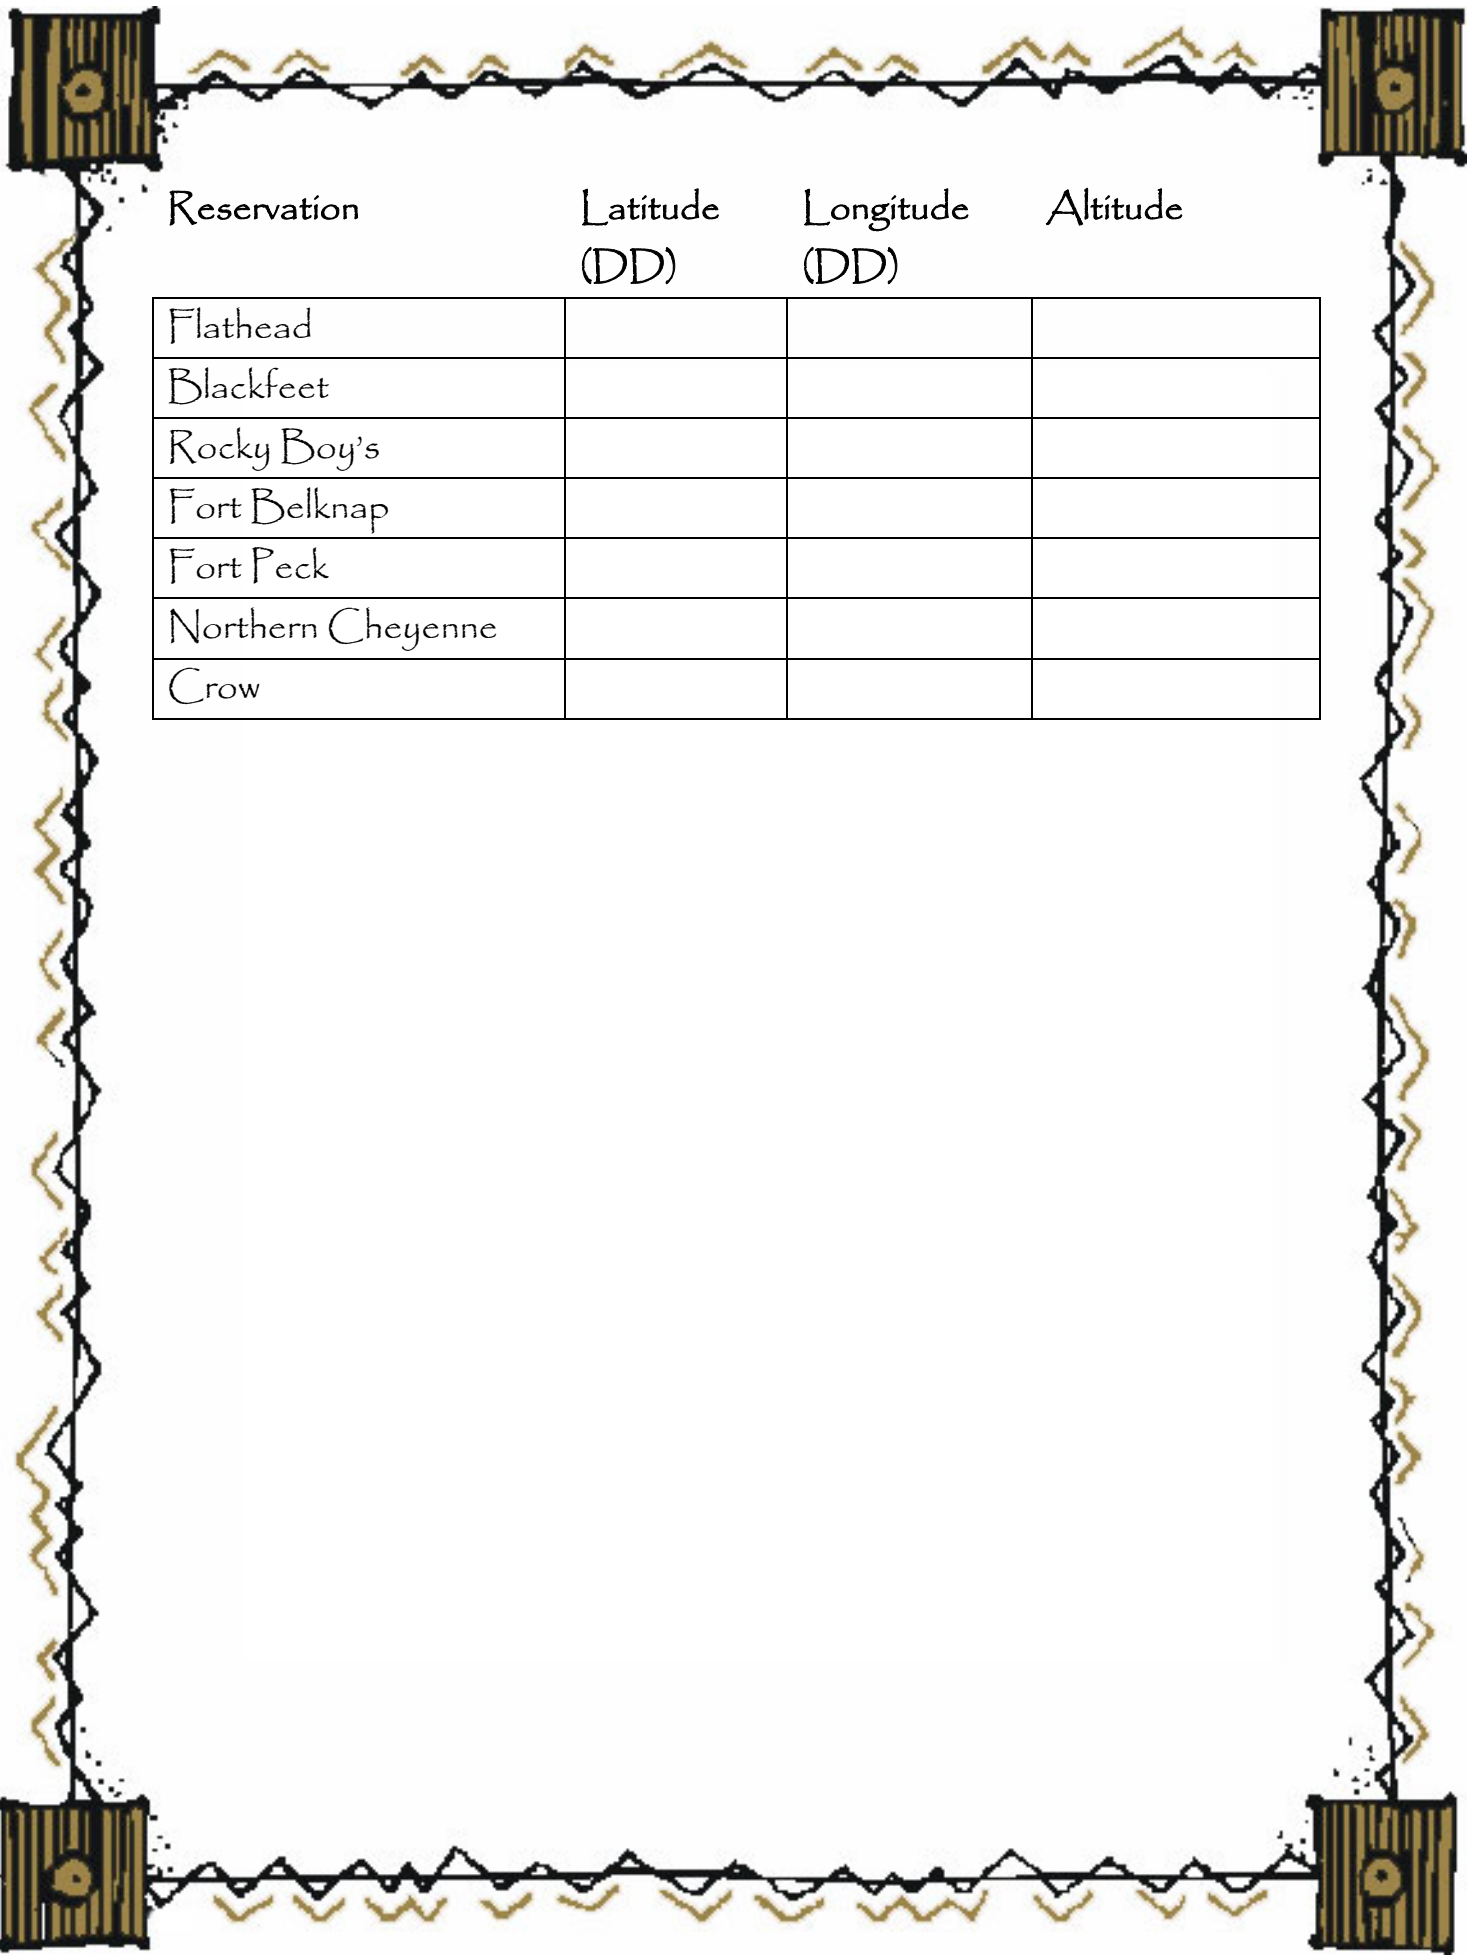 Reservation Latitude Longitude Altitude
(DD) (DD)
Flathead
Blackfeet
Rocky Boy's
Fort Belknap
Fort Peck
Northern Cheyenne
Crow